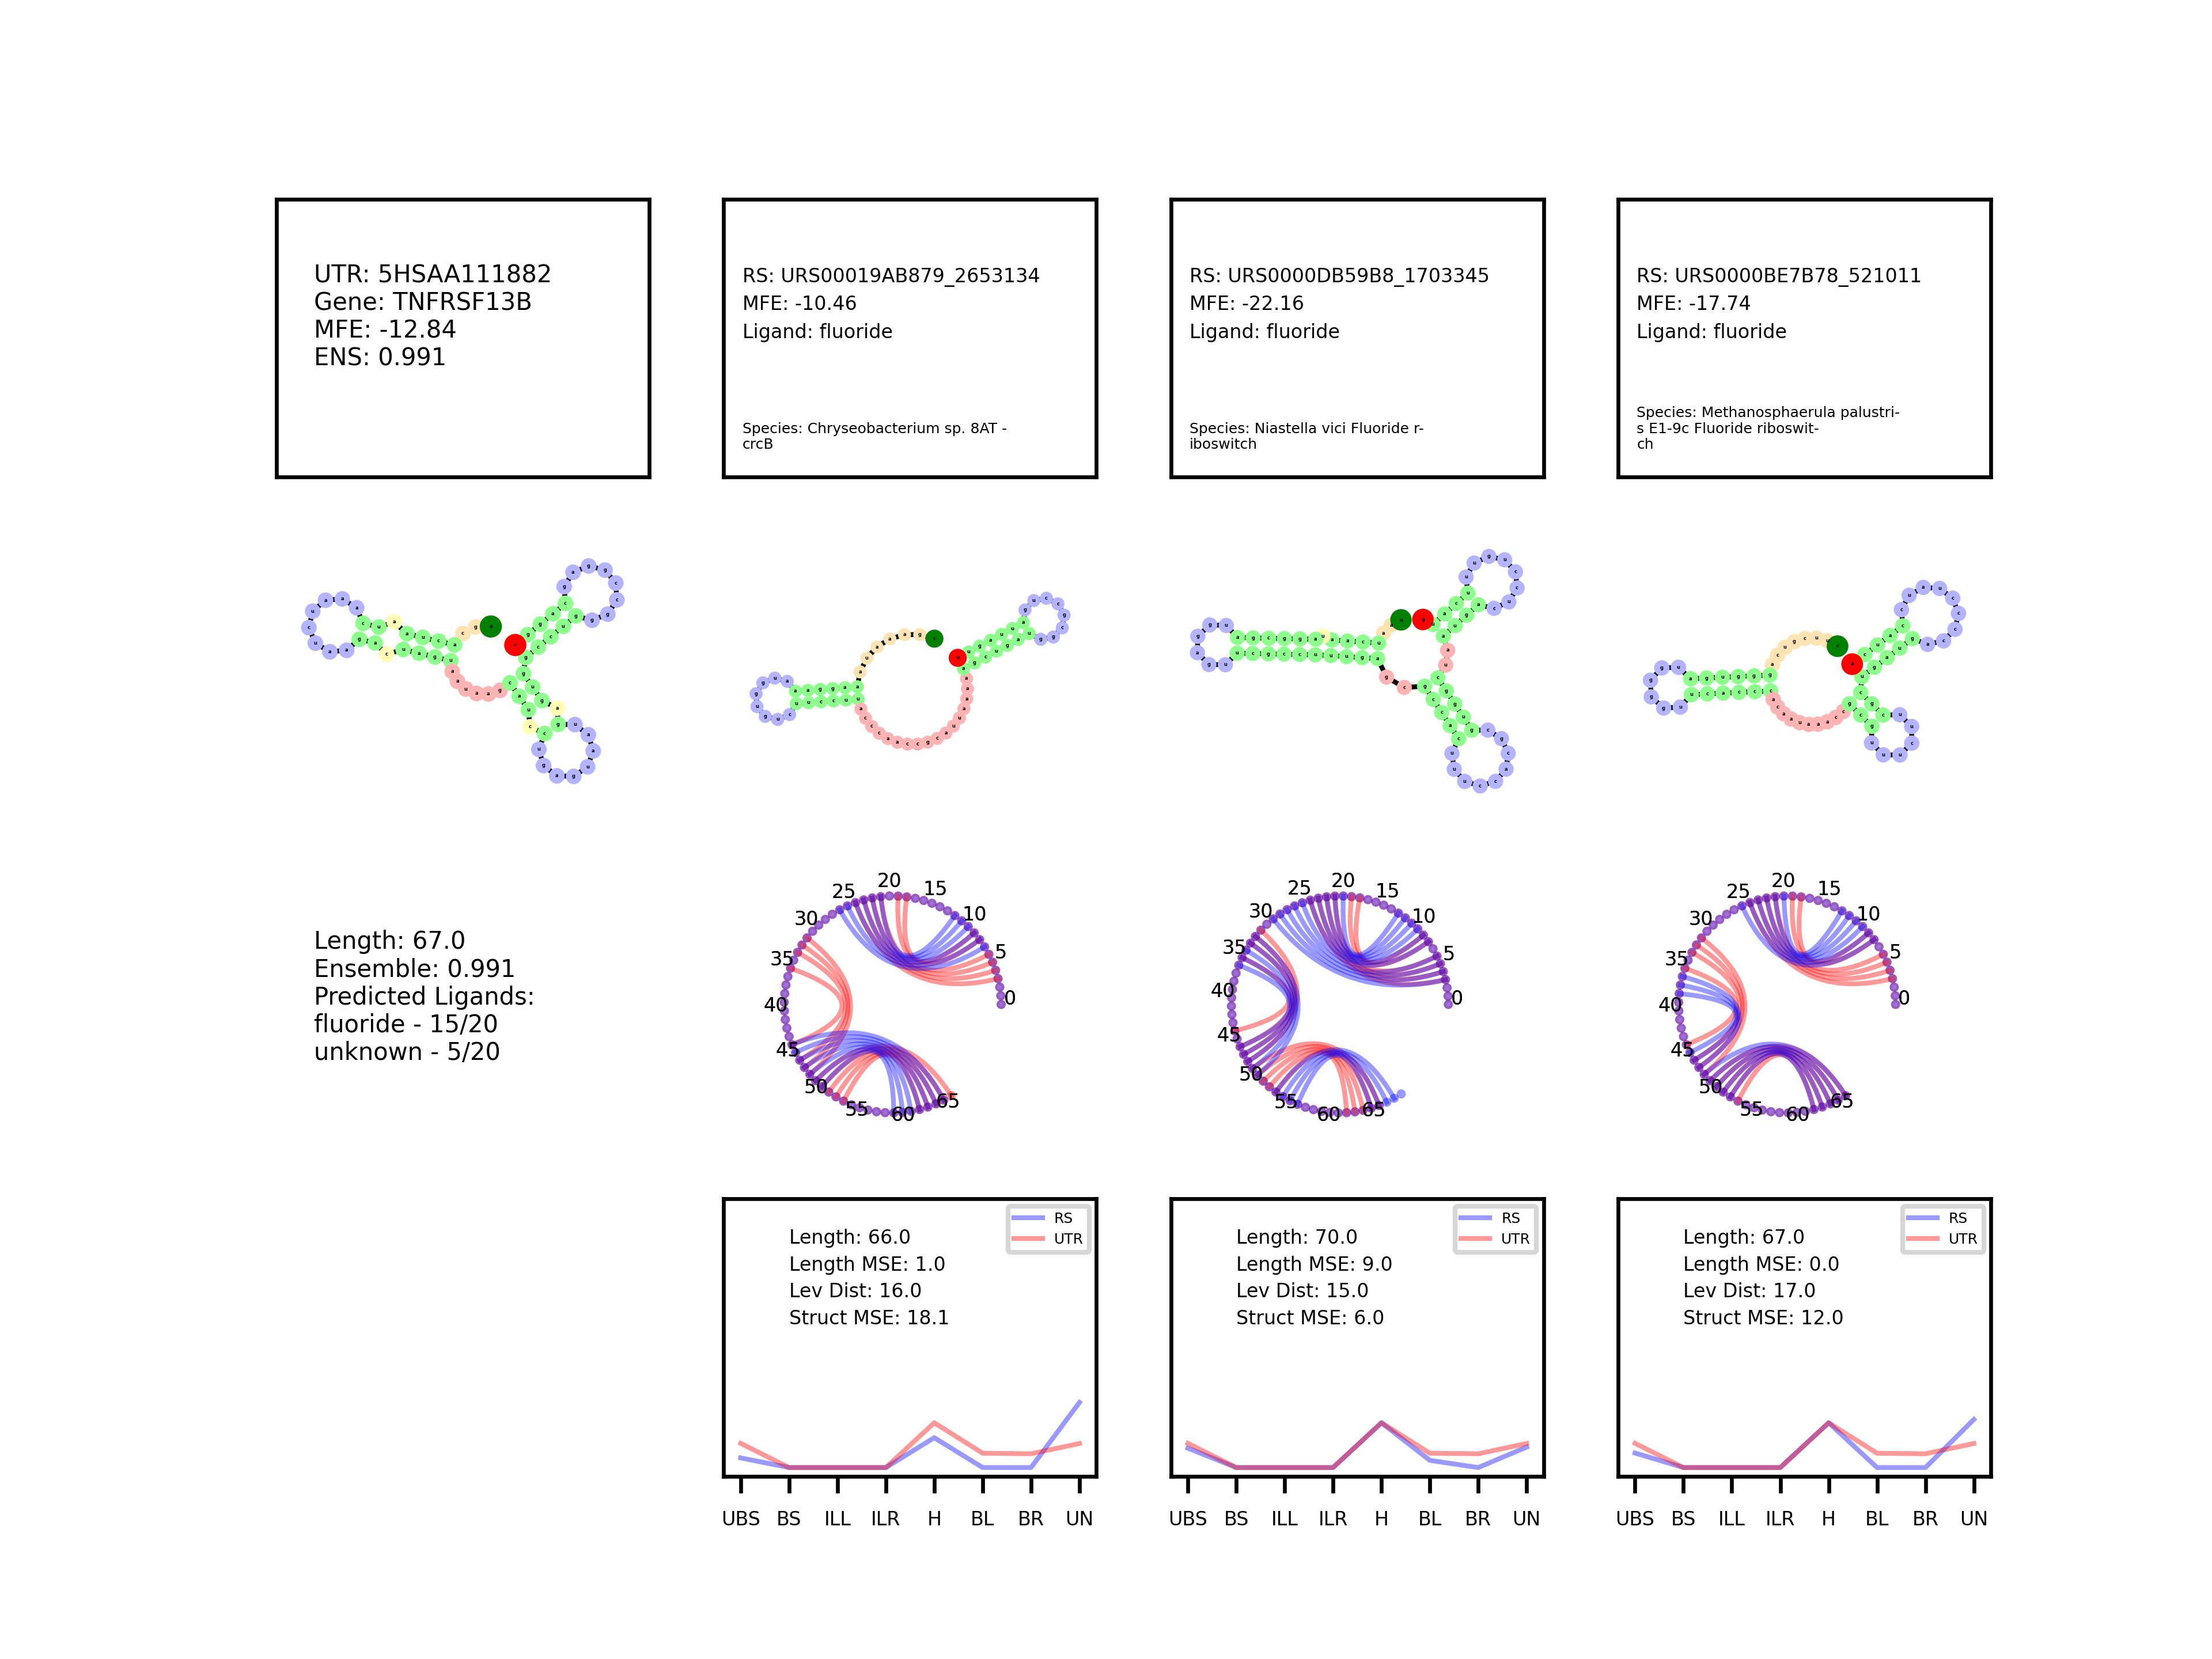 UTR: 5HSAA111882
Gene: TNFRSF13B
MFE: -12.84
ENS: 0.991
RS: URS00019AB879_2653134
MFE: -10.46
Ligand: fluoride
Species: Chryseobacterium sp. 8AT -
crcB
RS: URS0000DB59B8_1703345
MFE: -22.16
Ligand: fluoride
Species: Niastella vici Fluoride r-
iboswitch
RS: URS0000BE7B78_521011
MFE: -17.74
Ligand: fluoride
Species: Methanosphaerula palustri-
s E1-9c Fluoride riboswit-
ch
Length: 67.0
Ensemble: 0.991
Predicted Ligands:
fluoride - 15/20
unknown - 5/20
0 5 10 15 20 25 30 35 40 45 50 55 60 65
0 5 10 15 20 25 30 35 40 45 50 55 60 65
0 5 10 15 20 25 30 35 40 45 50 55 60 65
RS
UTR
Length: 66.0
Length MSE: 1.0
Lev Dist: 16.0
Struct MSE: 18.1
UBS BS ILL ILR H BL BR UN
RS
UTR
Length: 70.0
Length MSE: 9.0
Lev Dist: 15.0
Struct MSE: 6.0
UBS BS ILL ILR H BL BR UN
RS
UTR
Length: 67.0
Length MSE: 0.0
Lev Dist: 17.0
Struct MSE: 12.0
UBS BS ILL ILR H BL BR UN